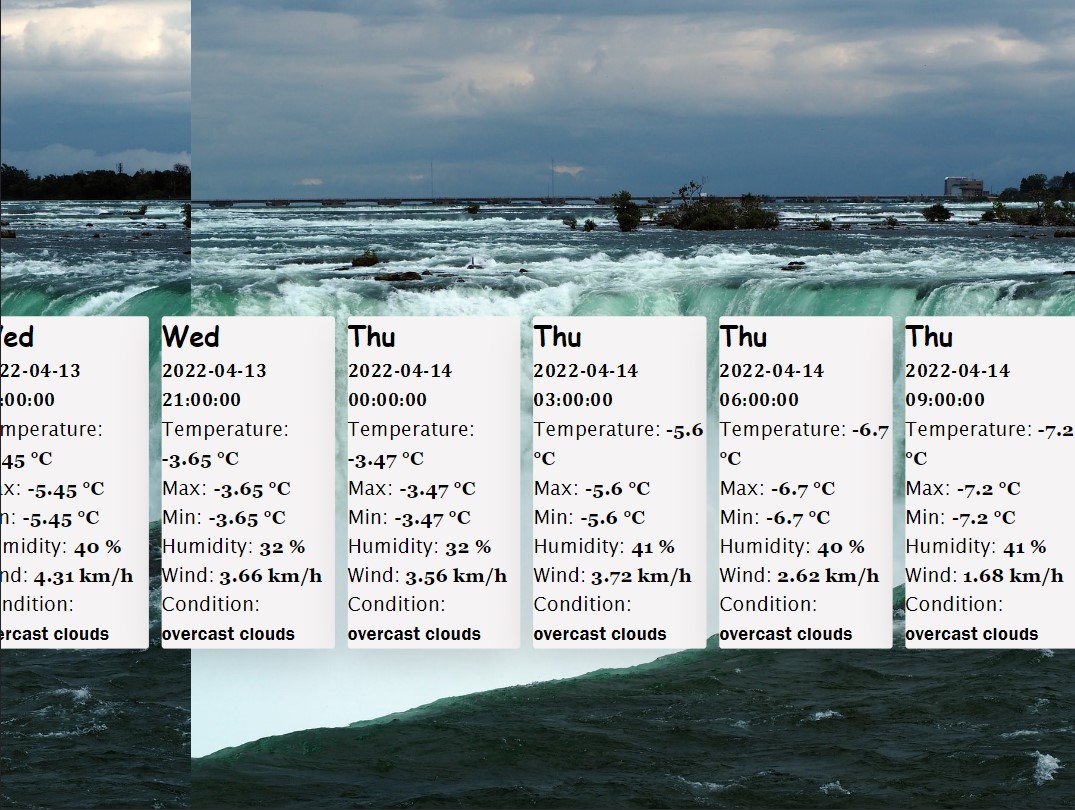 ed
22-04-13
:00:00
mperature:
45 °C
ax: -5.45 °C
n: -5.45 °C
midity: 40 %
nd: 4.31 km/h
ndition:
ercast clouds
Wed
2022-04-13
21:00:00
Temperature:
-3.65 °C
Max: -3.65 °C
Min: -3.65 °C
Humidity: 32 %
Wind: 3.66 km/h
Condition:
overcast clouds
Thu
2022-04-14
00:00:00
Temperature:
-3.47 °C
Max: -3.47 °C
Min: -3.47 °C
Humidity: 32 %
Wind: 3.56 km/h
Condition:
overcast clouds
Thu
2022-04-14
03:00:00
Temperature: -5.6
°C
Max: -5.6 °C
Min: -5.6 °C
Humidity: 41 %
Wind: 3.72 km/h
Condition:
overcast clouds
Thu
2022-04-14
06:00:00
Temperature: -6.7
°C
Max: -6.7 °C
Min: -6.7 °C
Humidity: 40 %
Wind: 2.62 km/h
Condition:
overcast clouds
Thu
2022-04-14
09:00:00
Temperature: -7.2
°C
Max: -7.2 °C
Min: -7.2 °C
Humidity: 41 %
Wind: 1.68 km/h
Condition:
overcast clouds